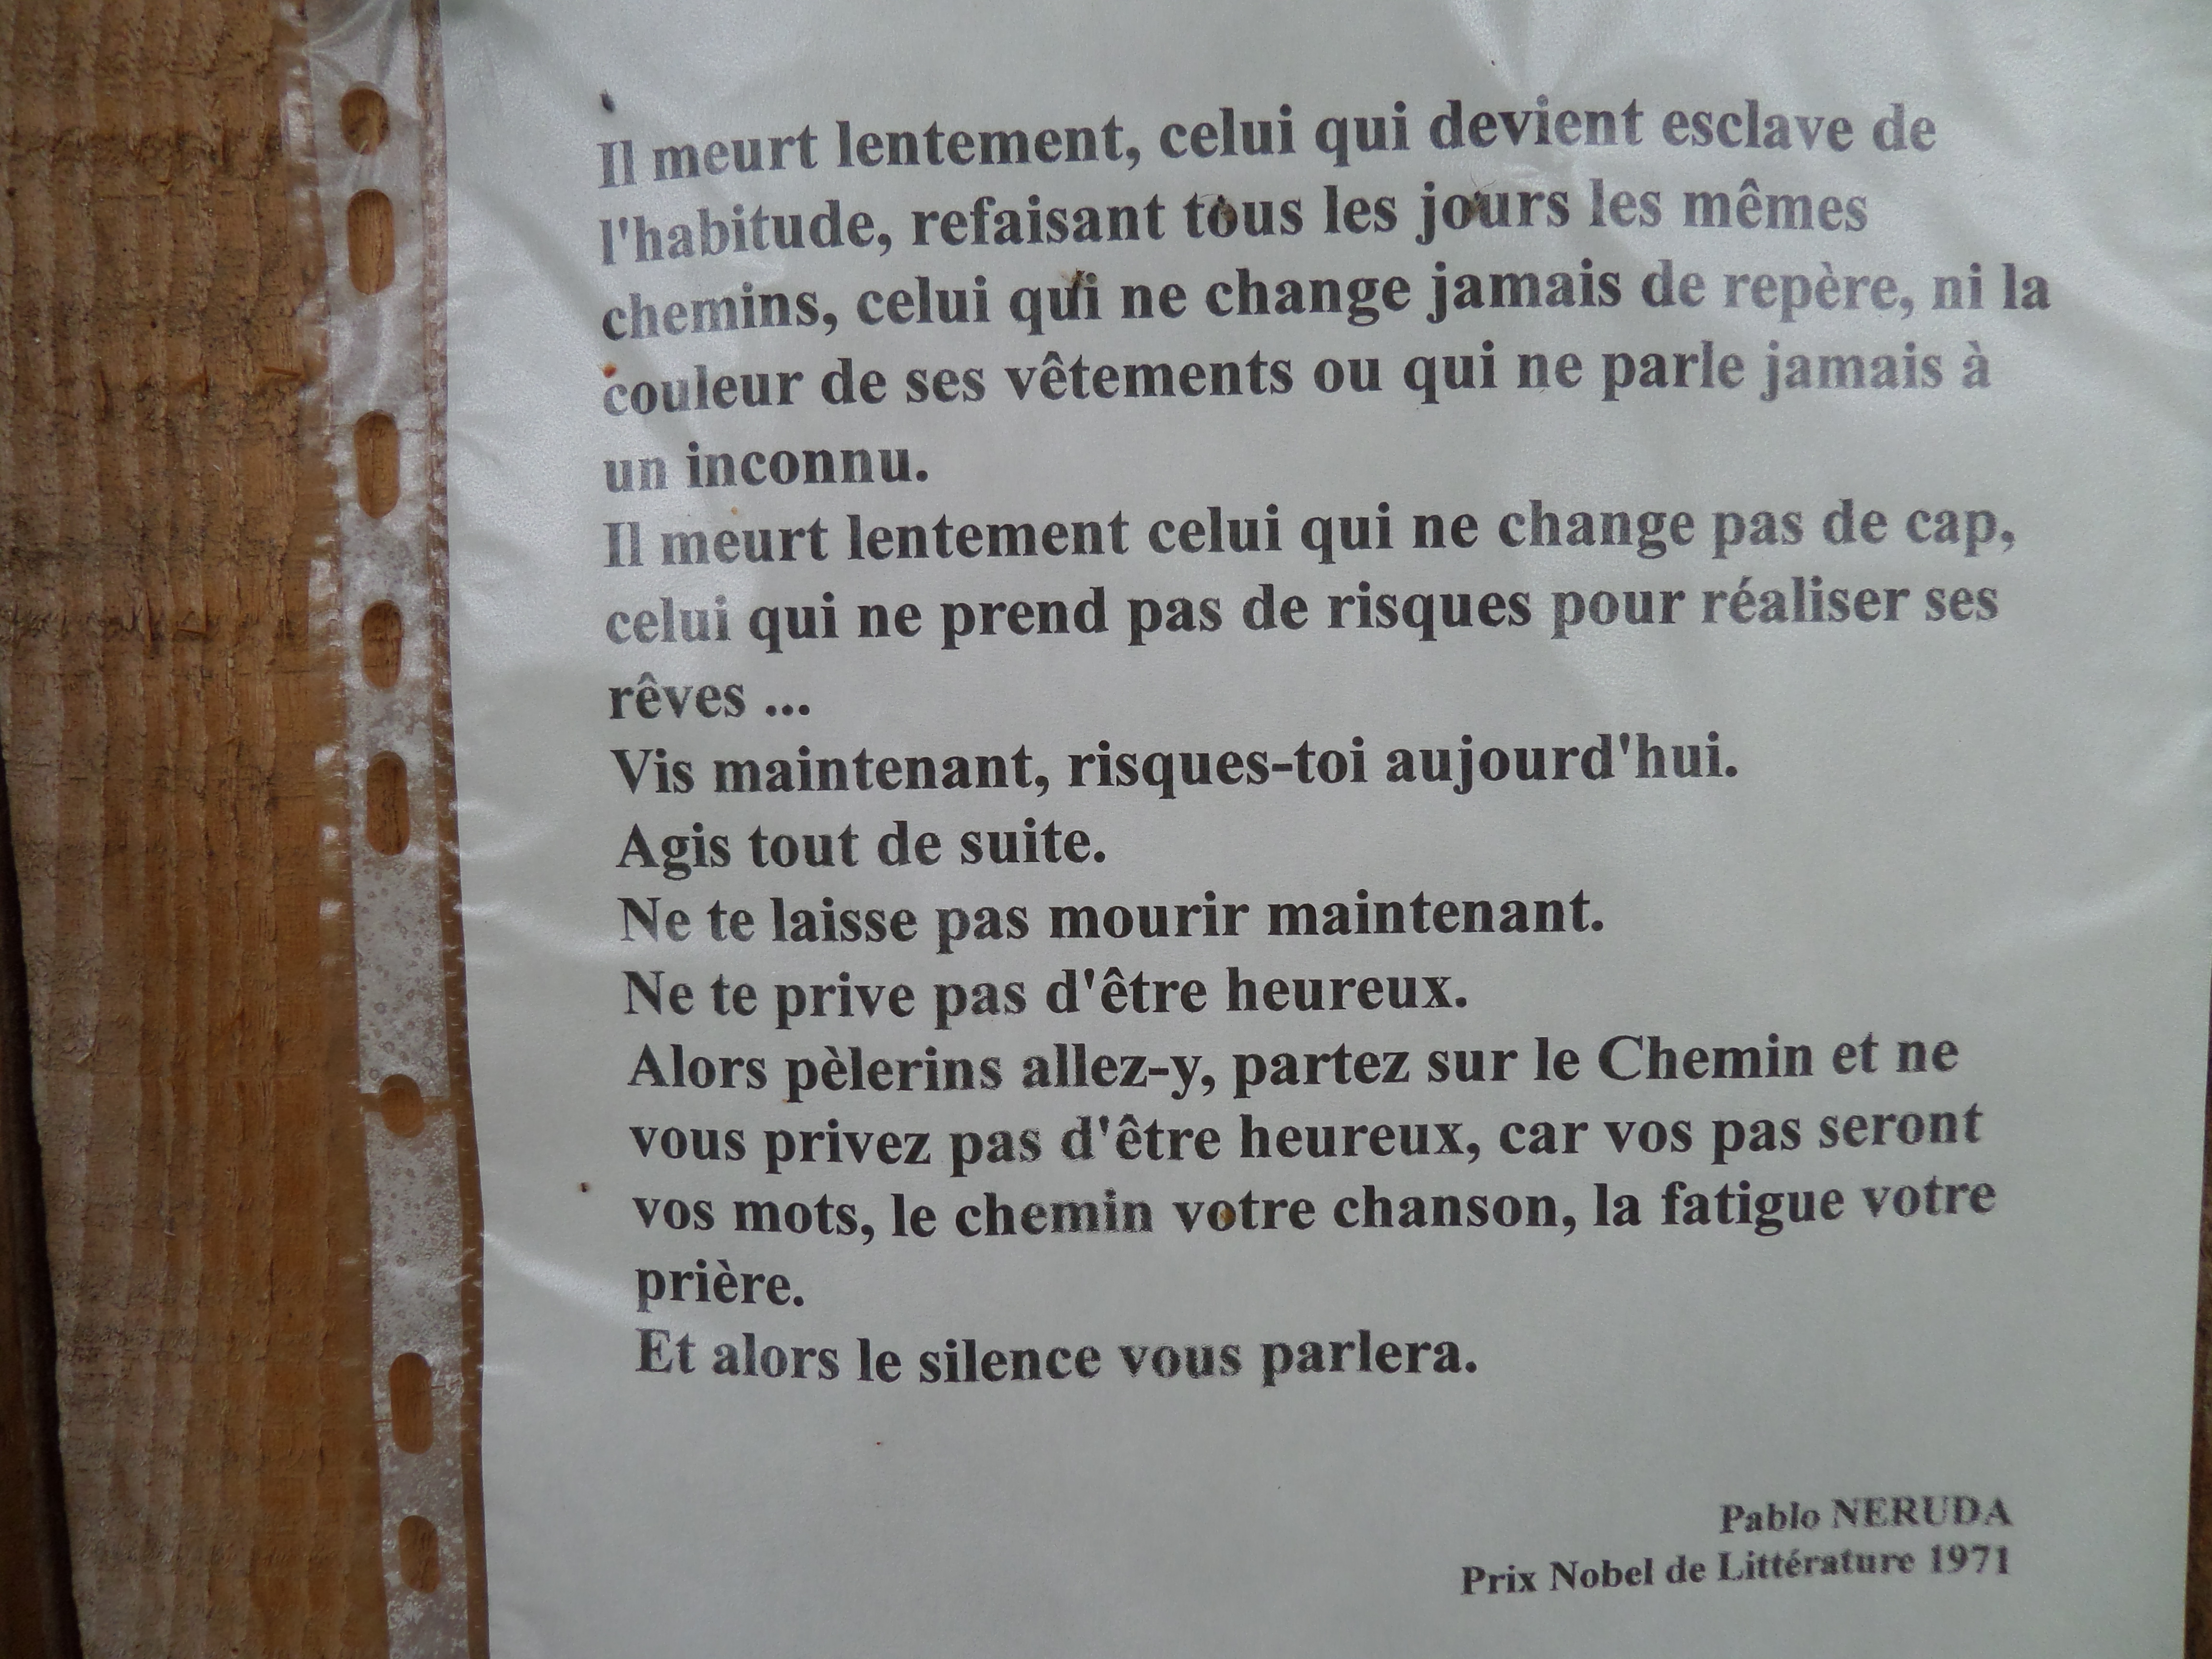 Il meurt lentement, celui qui devient esclave de
l'habitude, refaisant tous les jours les mêmes
chemins, celui qui ne change jamais de repère, ni la
couleur de ses vêtements ou qui ne parle jamais à
un inconnu.
Il meurt lentement celui qui ne change pas de cap,
celui qui ne prend pas de risques pour réaliser ses
rêves ...
Vis maintenant, risques-toi aujourd'hui.
Agis tout de suite.
Ne te laisse pas mourir maintenant.
Ne te prive pas d'être heureux.
Alors pèlerins allez-y, partez sur le Chemin et ne
vous privez pas d'être heureux, car vos pas seront
vos mots, le chemin votre chanson, la fatigue votre
prière.
Et alors le silence vous parlera.
Pablo NERUDA
Prix Nobel de Littérature 1971